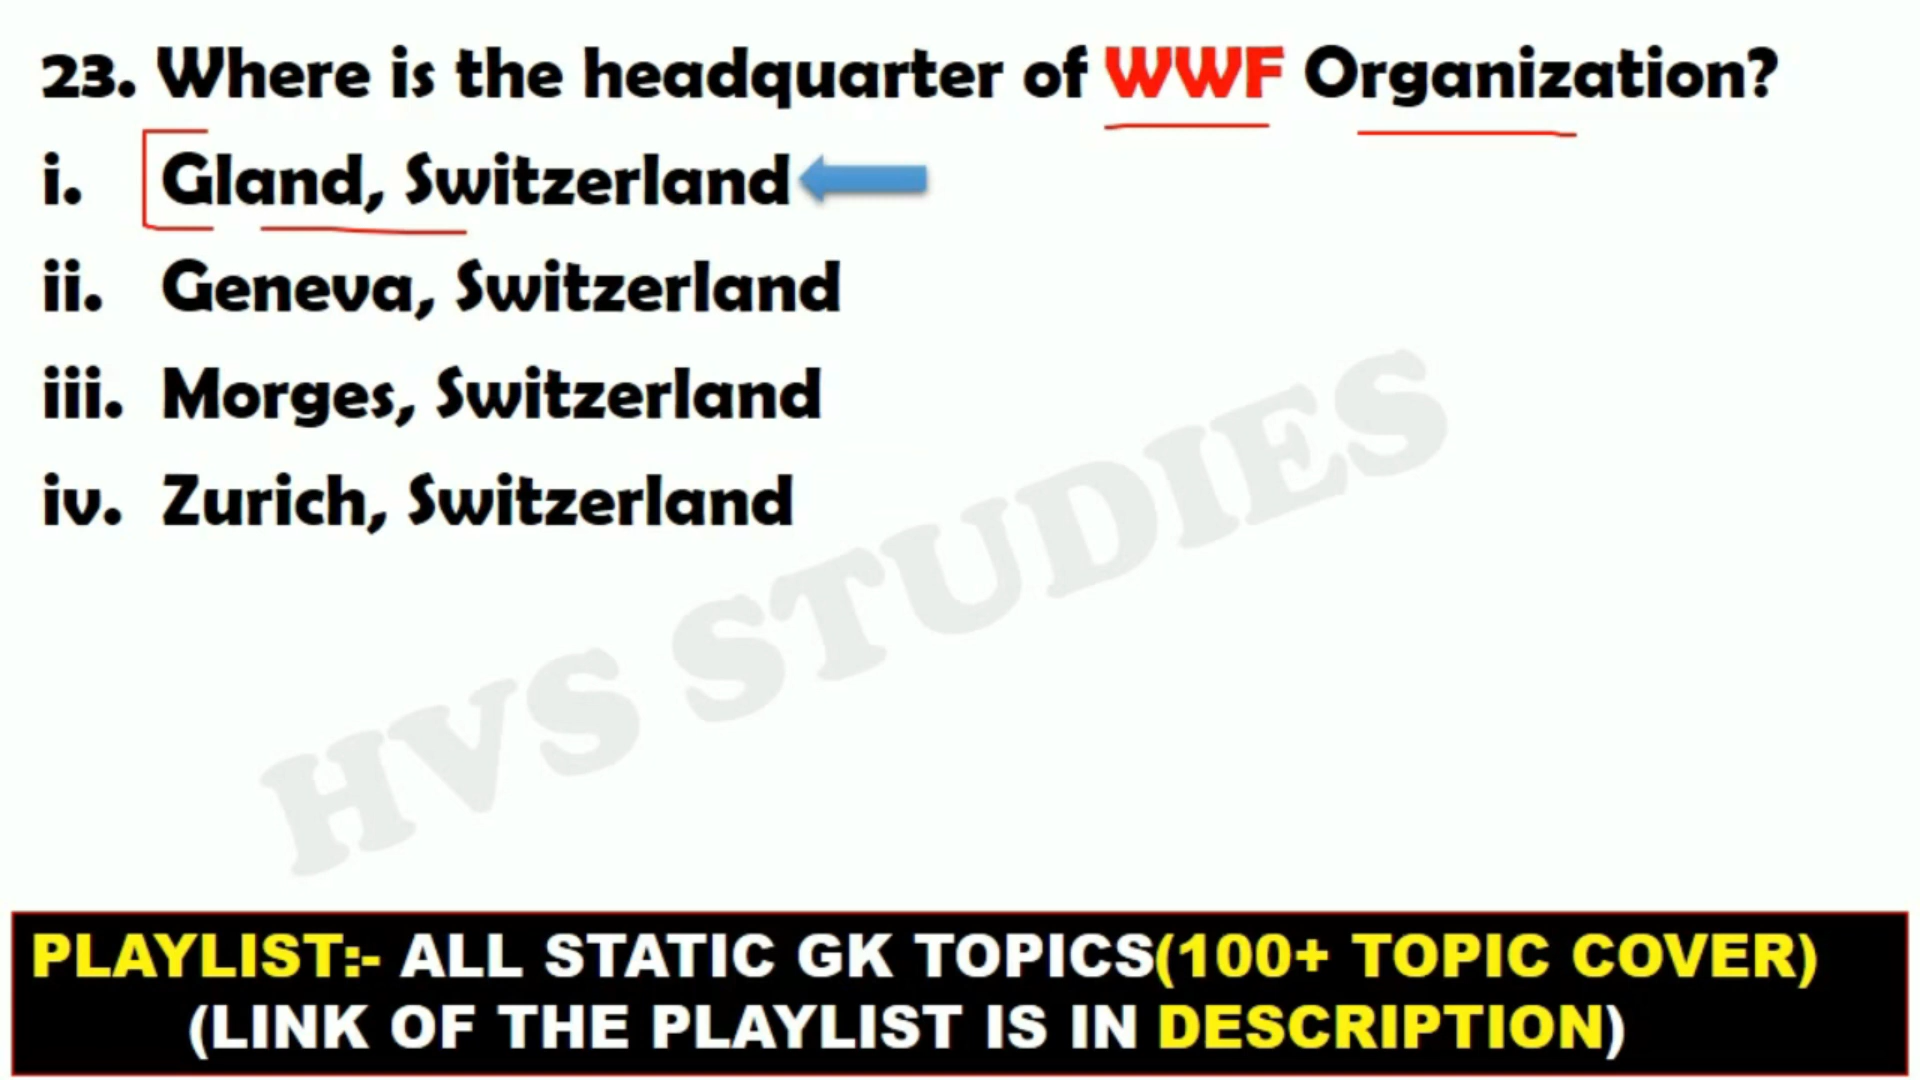 23. Where is the headquarter of WWF Organization?
i. Gland, Switzerland
ii. Geneva, Switzerland
iii. Morges, Switzerland
iv. Zurich, Switzerland
HVS STUDIES
PLAYLIST:- ALL STATIC GK TOPICS(100+ TOPIC COVER)
(LINK OF THE PLAYLIST IS IN DESCRIPTION)